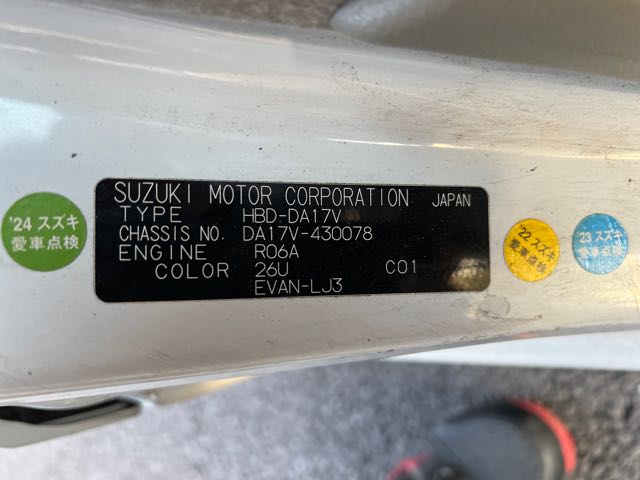 SUZUKI MOTOR CORPORATION JAPAN
TYPE HBD-DA17V
CHASSIS NO. DA17V-430078
ENGINE R06A
COLOR 26U C01
EVAN-LJ3
'24 スズキ
愛車点検
'22 スズキ
愛車点検
'23 スズキ
愛車点検